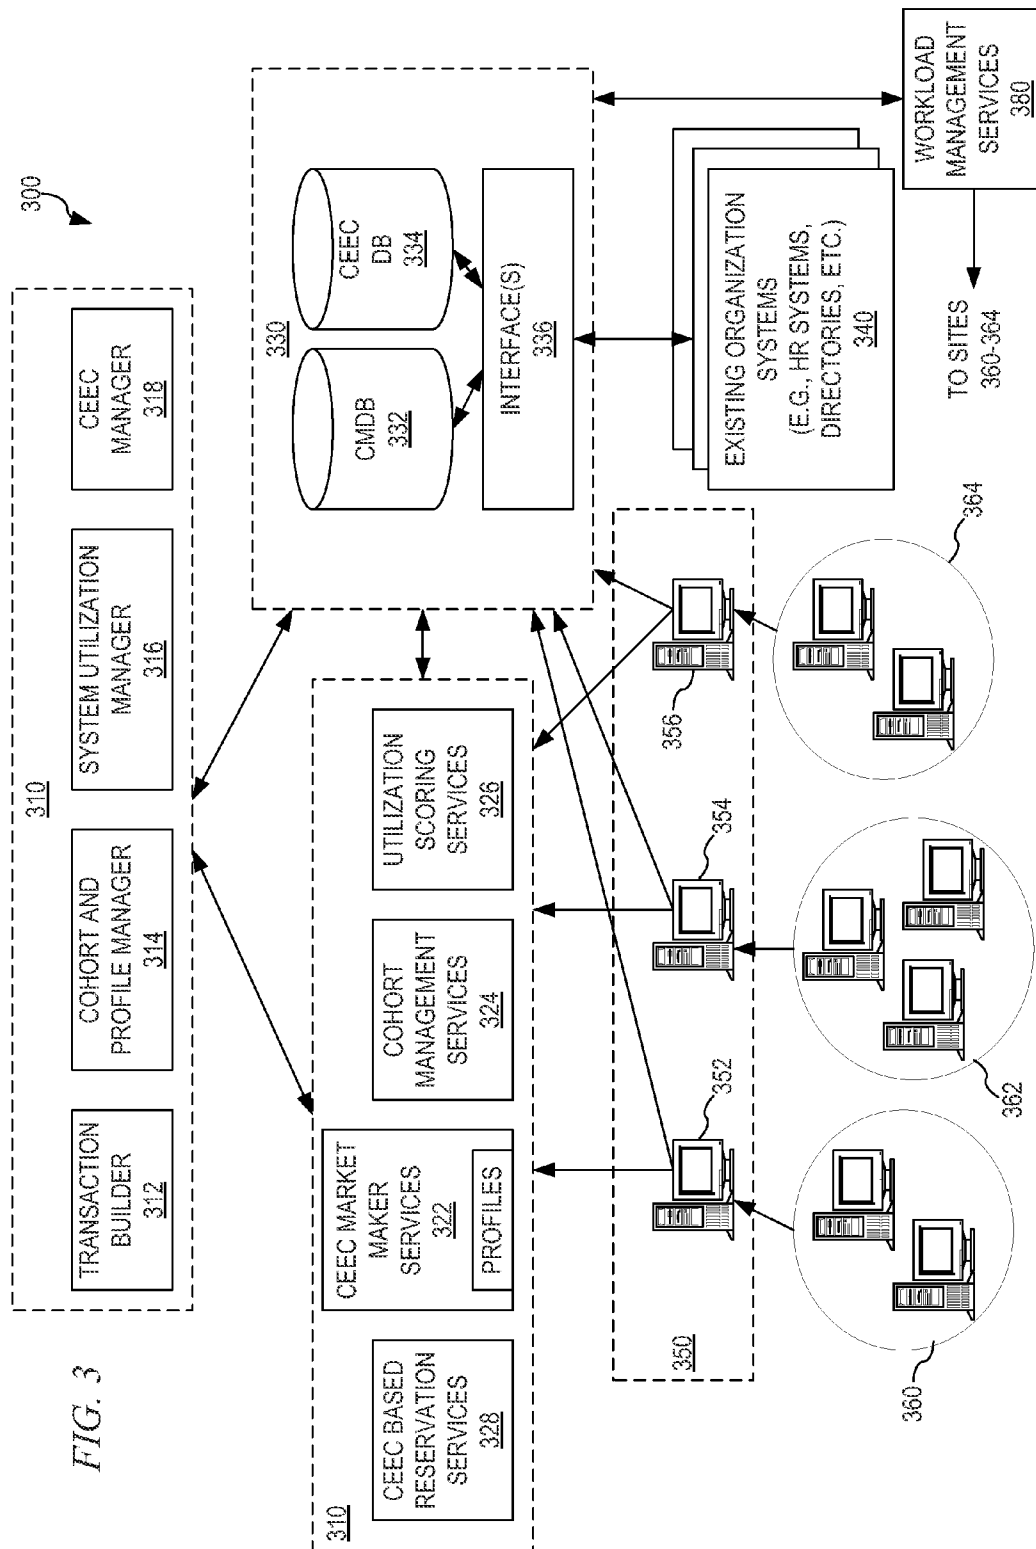 FIG. 3
300
310
TRANSACTION
BUILDER
312
COHORT AND
PROFILE MANAGER
314
SYSTEM UTILIZATION
MANAGER
316
CEEC
MANAGER
318
310
CEEC BASED
RESERVATION
SERVICES
328
CEEC MARKET
MAKER
SERVICES
322
PROFILES
COHORT
MANAGEMENT
SERVICES
324
UTILIZATION
SCORING
SERVICES
326
330
CMDB
332
CEEC
DB
334
INTERFACE(S)
336
350
352
354
356
EXISTING ORGANIZATION
SYSTEMS
(E.G., HR SYSTEMS,
DIRECTORIES, ETC.)
340
360
362
364
TO SITES
360-364
WORKLOAD
MANAGEMENT
SERVICES
380